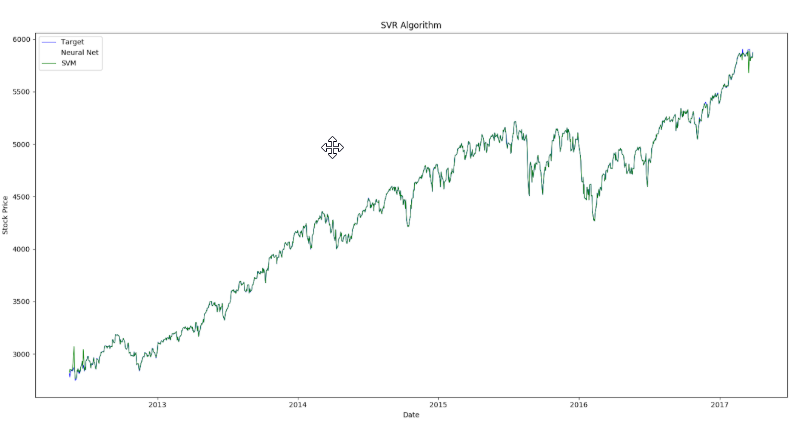 SVR Algorithm
Target
Neural Net
SVM
6000
5500
5000
4500
4000
3500
3000
Stock Price
2013
2014
2015
2016
2017
Date